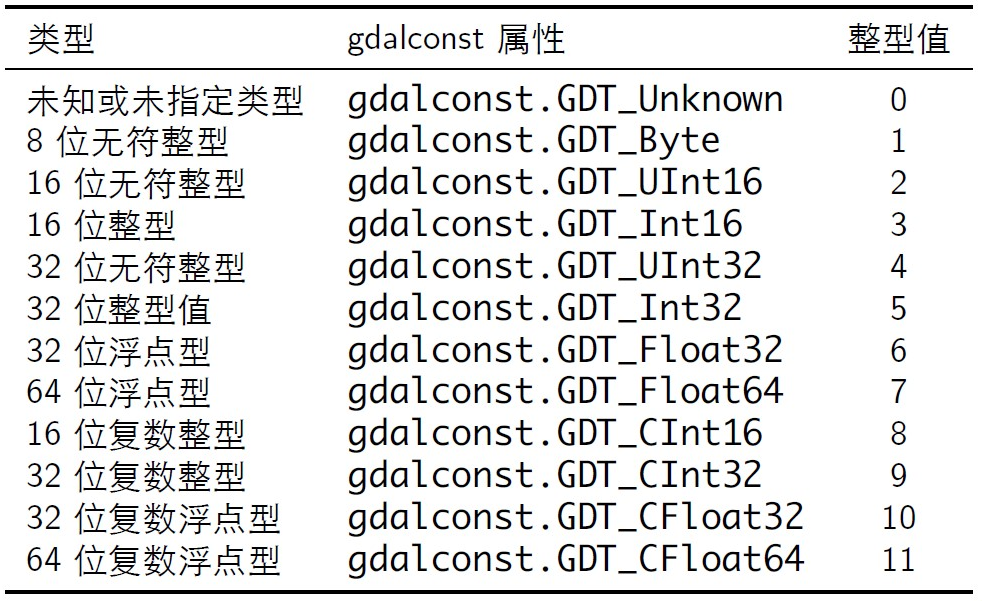 类型 gdalconst 属性 整型值
未知或未指定类型 gdalconst.GDT_Unknown 0
8 位无符整型 gdalconst.GDT_Byte 1
16 位无符整型 gdalconst.GDT_UInt16 2
16 位整型 gdalconst.GDT_Int16 3
32 位无符整型 gdalconst.GDT_UInt32 4
32 位整型值 gdalconst.GDT_Int32 5
32 位浮点型 gdalconst.GDT_Float32 6
64 位浮点型 gdalconst.GDT_Float64 7
16 位复数整型 gdalconst.GDT_CInt16 8
32 位复数整型 gdalconst.GDT_CInt32 9
32 位复数浮点型 gdalconst.GDT_CFloat32 10
64 位复数浮点型 gdalconst.GDT_CFloat64 11